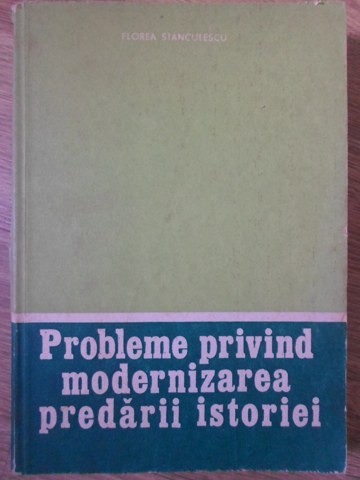 FLOREA STĂNCULESCU
Probleme privind
modernizarea
predării istoriei